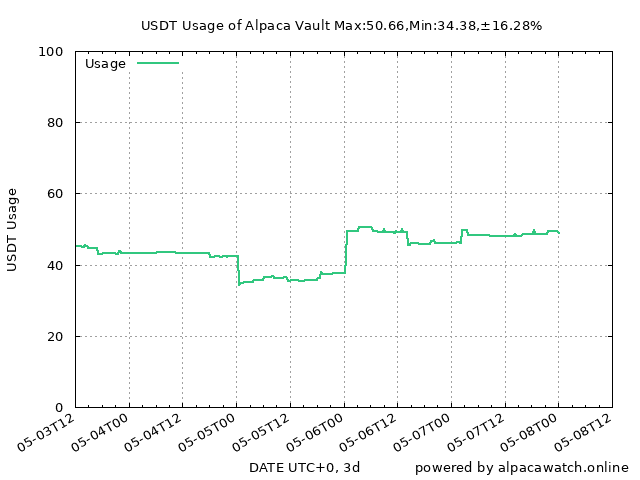 USDT Usage of Alpaca Vault Max:50.66,Min:34.38,±16.28%
Usage
100
80
60
40
20
0
USDT Usage
05-03T12
05-04T00
05-04T12
05-05T00
05-05T12
05-06T00
05-06T12
05-07T00
05-07T12
05-08T00
05-08T12
DATE UTC+0, 3d
powered by alpacawatch.online